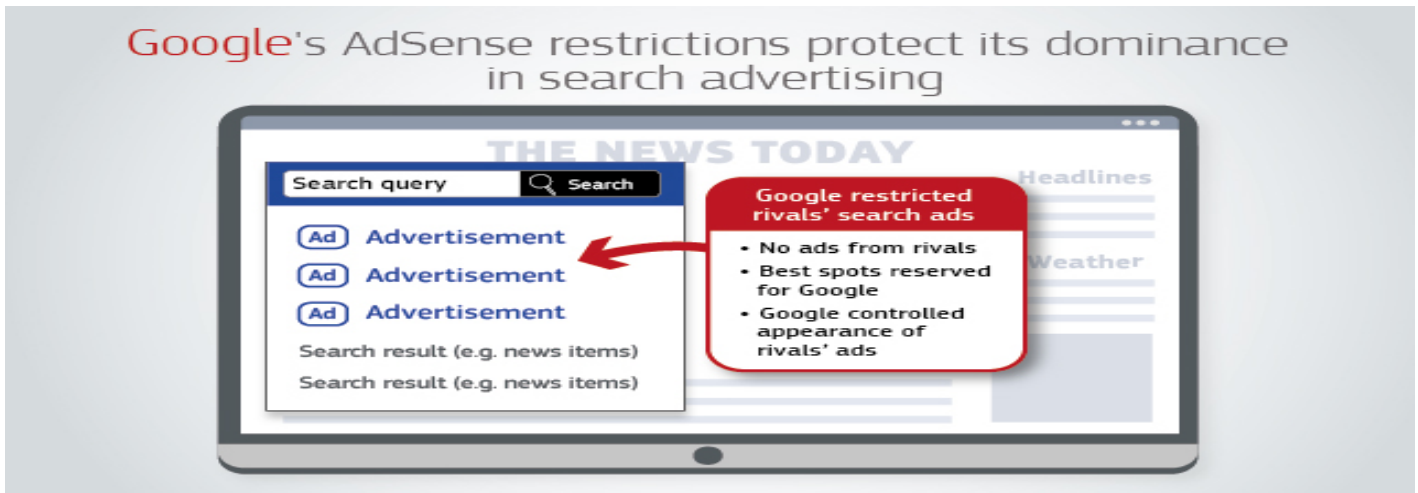 Google's AdSense restrictions protect its dominance
in search advertising
THE NEWS TODAY
Search query
Search
Ad Advertisement
Ad Advertisement
Ad Advertisement
Search result (e.g. news items)
Search result (e.g. news items)
Google restricted
rivals' search ads
• No ads from rivals
• Best spots reserved
for Google
• Google controlled
appearance of
rivals' ads
Headlines
Weather